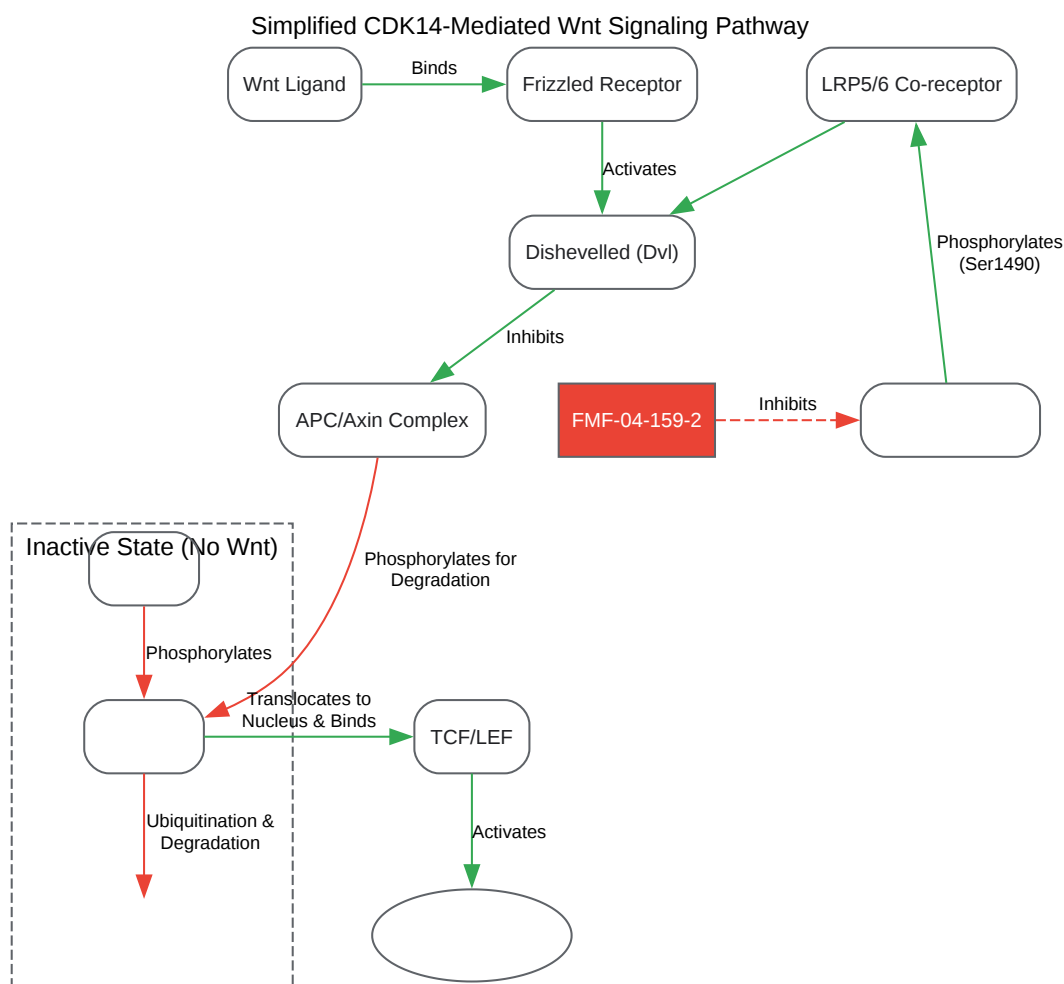 Simplified CDK14-Mediated Wnt Signaling Pathway
Wnt Ligand
Binds
Frizzled Receptor
LRP5/6 Co-receptor
Activates
Phosphorylates
(Ser1490)
Dishevelled (Dvl)
Inhibits
APC/Axin Complex
FMF-04-159-2
Inhibits
Inactive State (No Wnt)
Phosphorylates for
Degradation
Phosphorylates
Translocates to
Nucleus & Binds
TCF/LEF
Ubiquitination &
Degradation
Activates